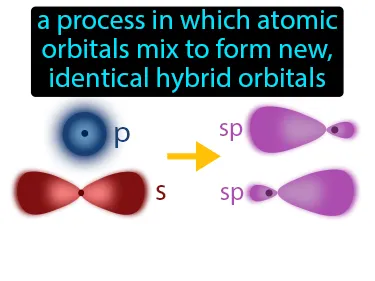 a process in which atomic
orbitals mix to form new,
identical hybrid orbitals
p
sp
s
sp